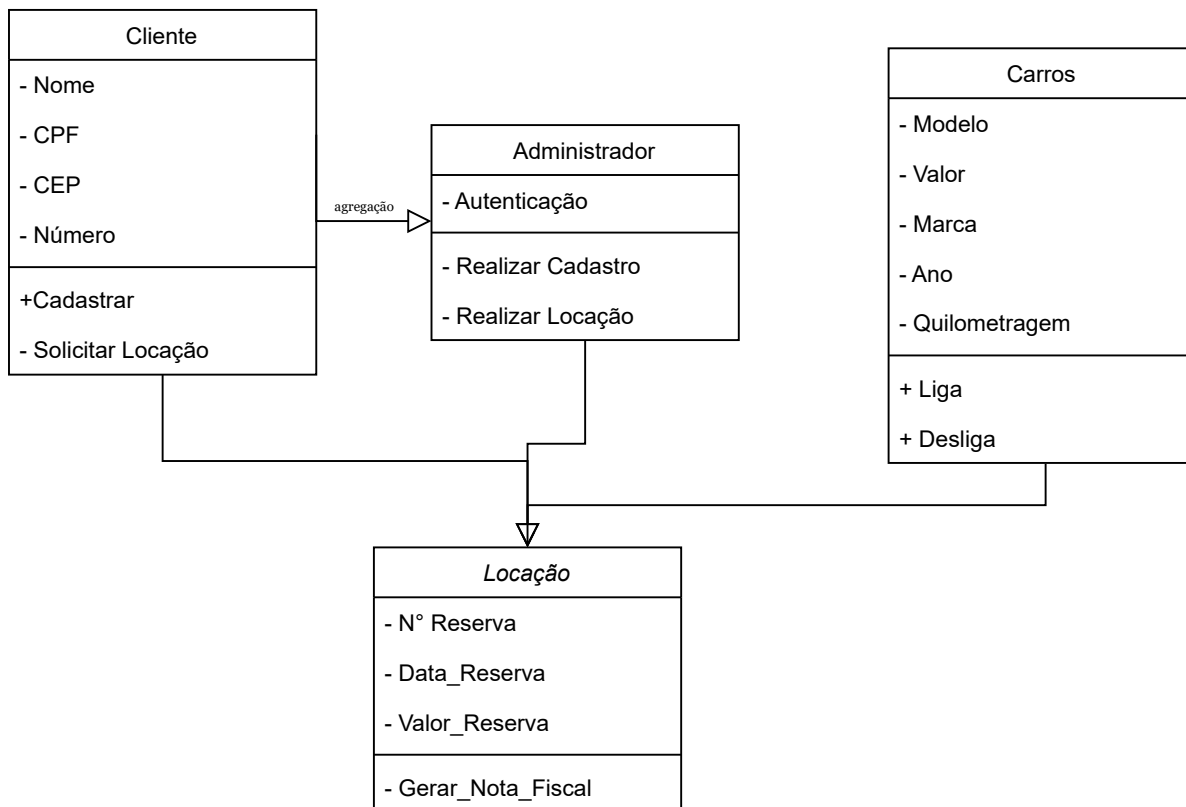 Cliente
- Nome
- CPF
- CEP
- Número
+Cadastrar
- Solicitar Locação
agregação
Administrador
- Autenticação
- Realizar Cadastro
- Realizar Locação
Carros
- Modelo
- Valor
- Marca
- Ano
- Quilometragem
+ Liga
+ Desliga
Locação
- N° Reserva
- Data_Reserva
- Valor_Reserva
- Gerar_Nota_Fiscal